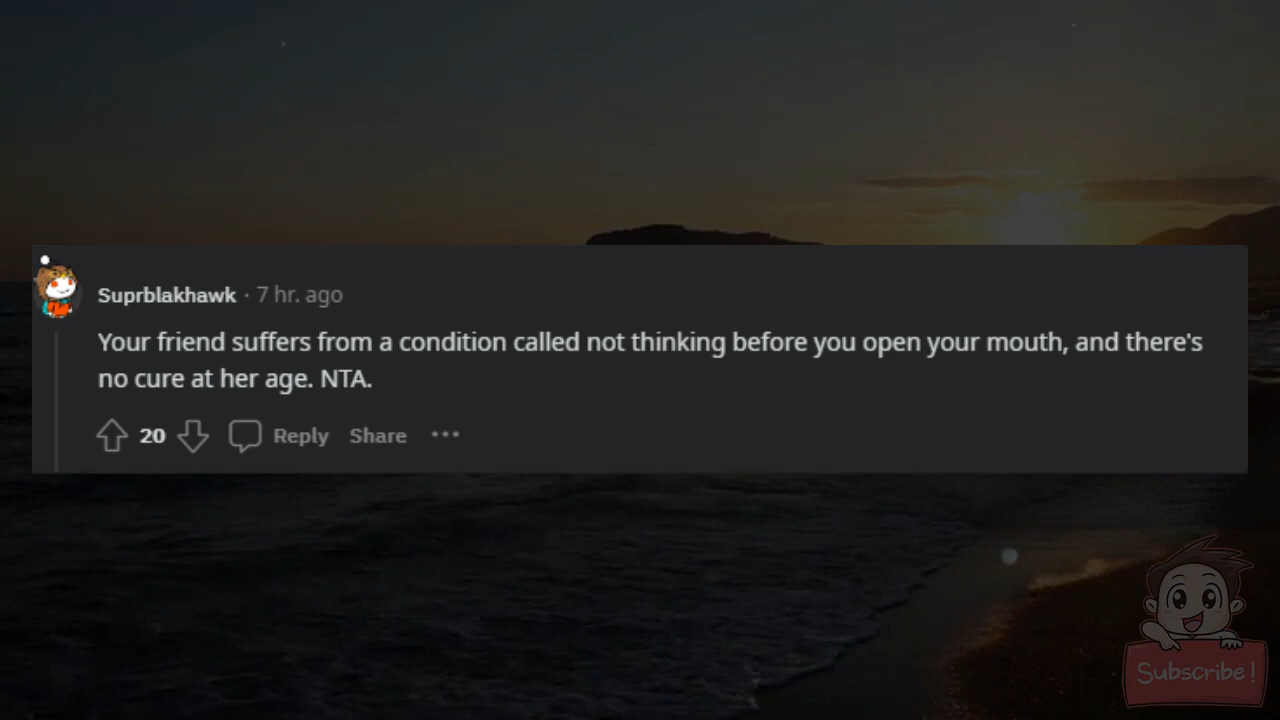 Suprblakhawk · 7 hr. ago
Your friend suffers from a condition called not thinking before you open your mouth, and there's
no cure at her age. NTA.
20 Reply Share ···
Subscribe!